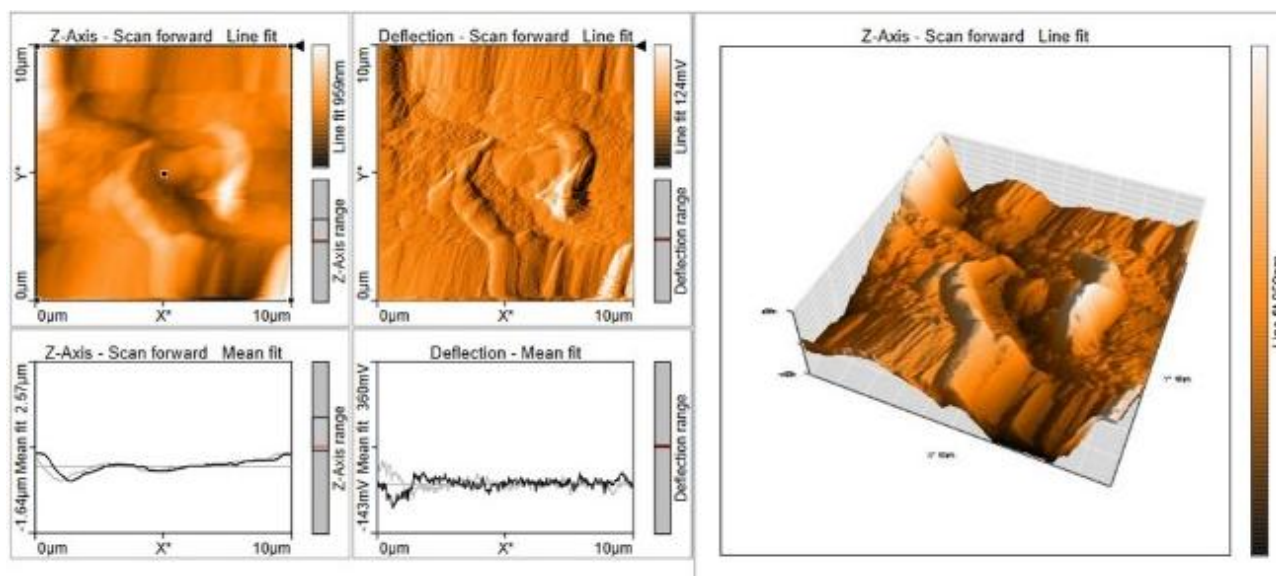 Z-Axis - Scan forward Line fit
10µm
Y*
0µm
0µm X* 10µm
Line fit 959nm
Z-Axis range
Deflection - Scan forward Line fit
10µm
Y*
0µm
0µm X* 10µm
Line fit 124mV
Deflection range
Z-Axis - Scan forward Mean fit
-1.64µm Mean fit 2.57µm
0µm X* 10µm
Z-Axis range
Deflection - Mean fit
-143mV Mean fit 360mV
0µm X* 10µm
Deflection range
Z-Axis - Scan forward Line fit
Line fit